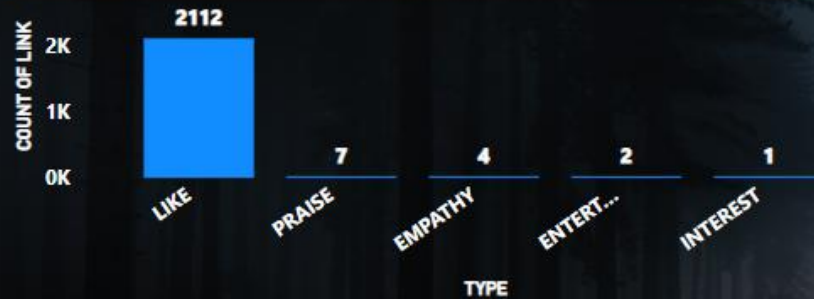 COUNT OF LINK
2K
1K
0K
2112
7
4
2
1
LIKE
PRAISE
EMPATHY
ENTERT...
INTEREST
TYPE